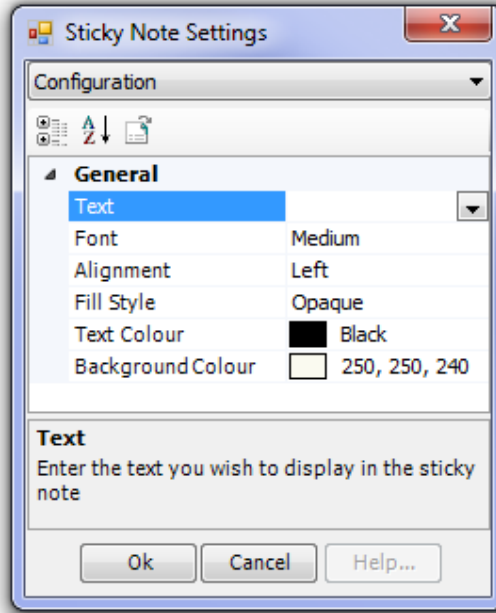 Sticky Note Settings
Configuration
General
Text
Font Medium
Alignment Left
Fill Style Opaque
Text Colour Black
Background Colour 250, 250, 240
Text
Enter the text you wish to display in the sticky
note
Ok Cancel Help...